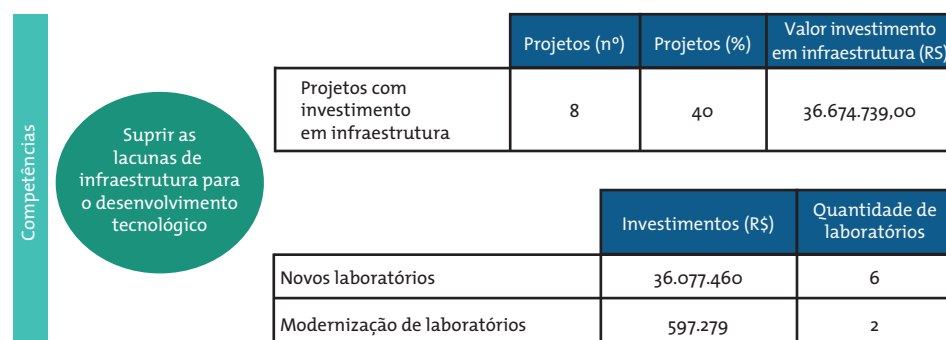 Competências
Suprir as
lacunas de
infraestrutura para
o desenvolvimento
tecnológico
Projetos (nº) Projetos (%) Valor investimento
em infraestrutura (RS)
Projetos com
investimento
em infraestrutura
8 40 36.674.739,00
Investimentos (R$) Quantidade de
laboratórios
Novos laboratórios 36.077.460 6
Modernização de laboratórios 597.279 2